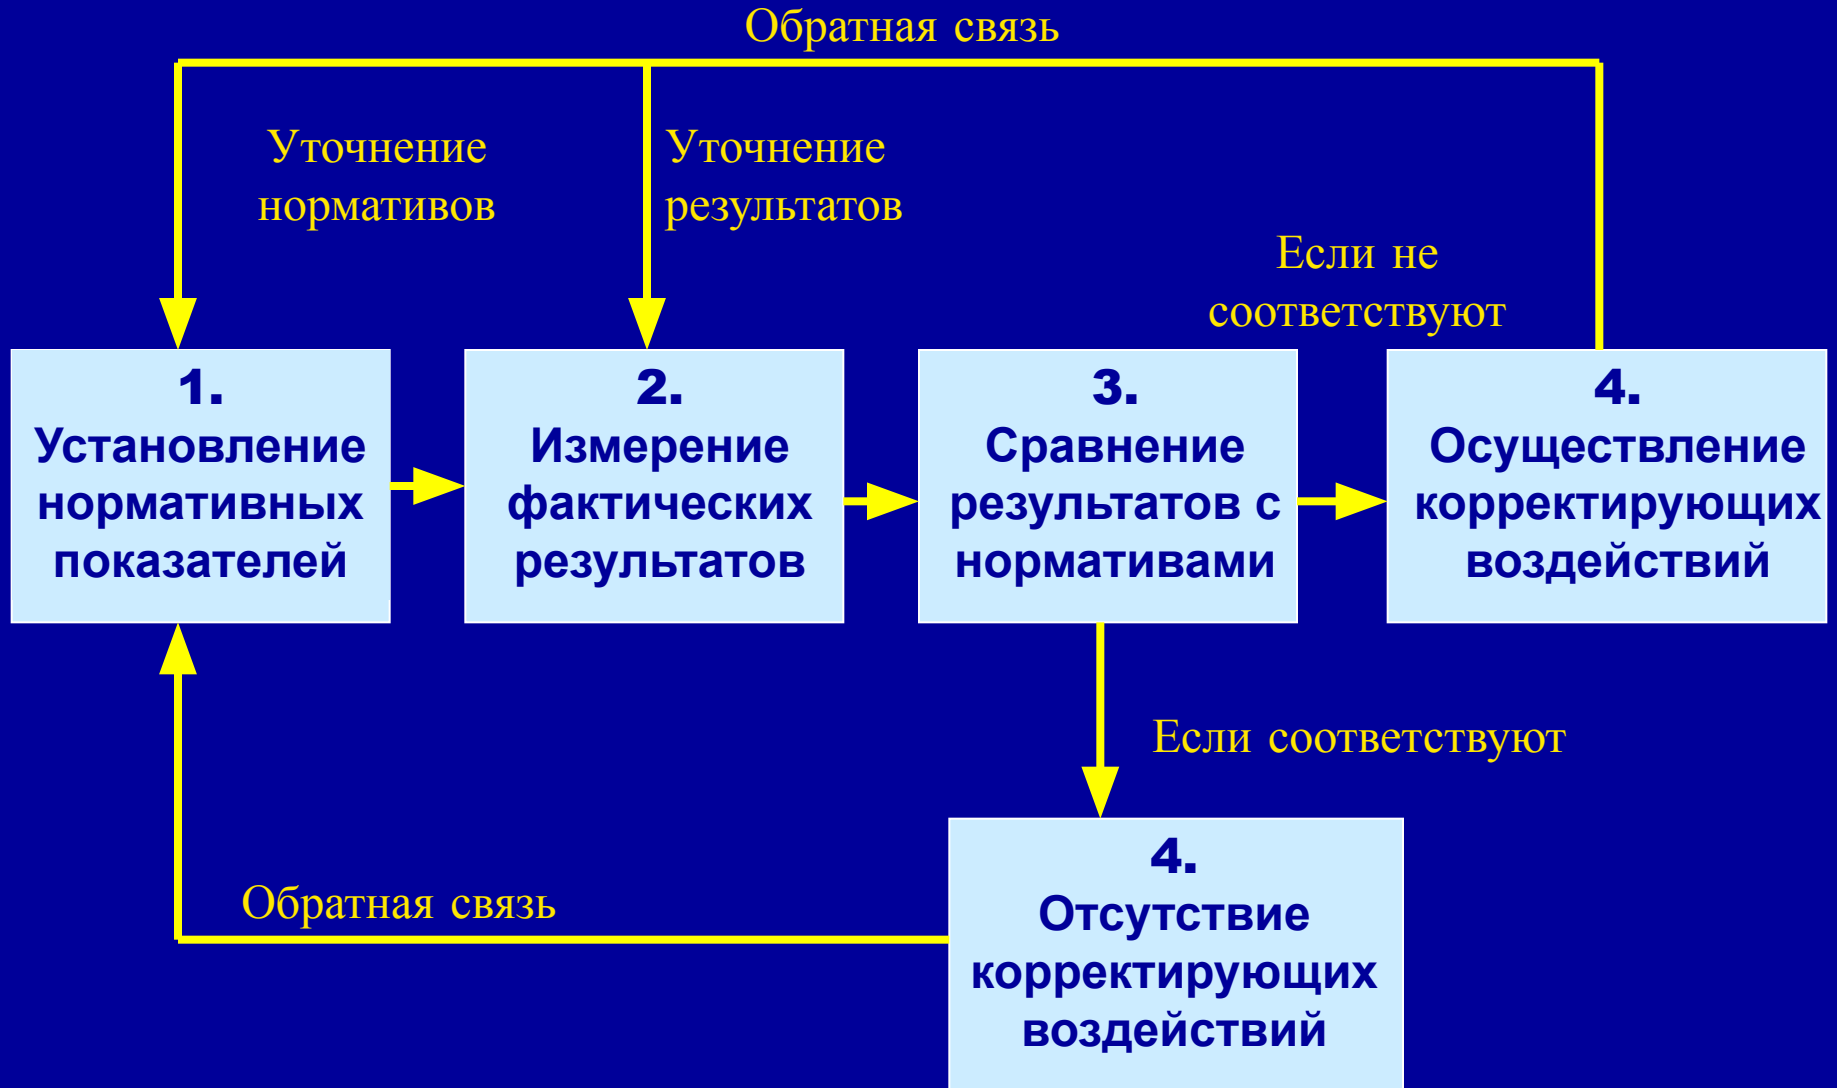 Обратная связь
Уточнение
нормативов
Уточнение
результатов
Если не
соответствуют
1.
Установление
нормативных
показателей
2.
Измерение
фактических
результатов
3.
Сравнение
результатов с
нормативами
4.
Осуществление
корректирующих
воздействий
Если соответствуют
Обратная связь
4.
Отсутствие
корректирующих
воздействий